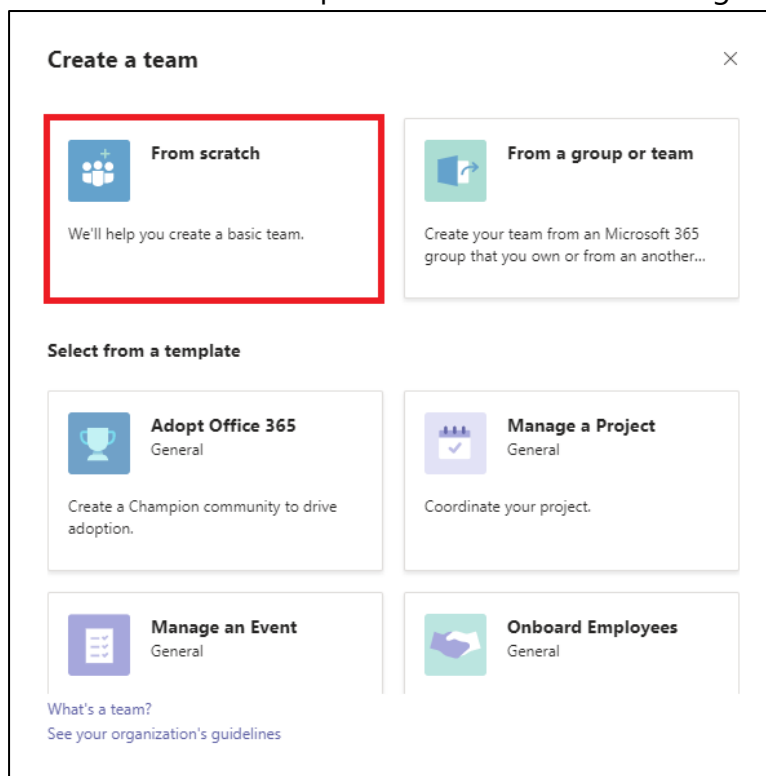 Create a team
From scratch
We'll help you create a basic team.
From a group or team
Create your team from an Microsoft 365
group that you own or from an another...
Select from a template
Adopt Office 365
General
Create a Champion community to drive
adoption.
Manage a Project
General
Coordinate your project.
Manage an Event
General
Onboard Employees
General
What's a team?
See your organization's guidelines